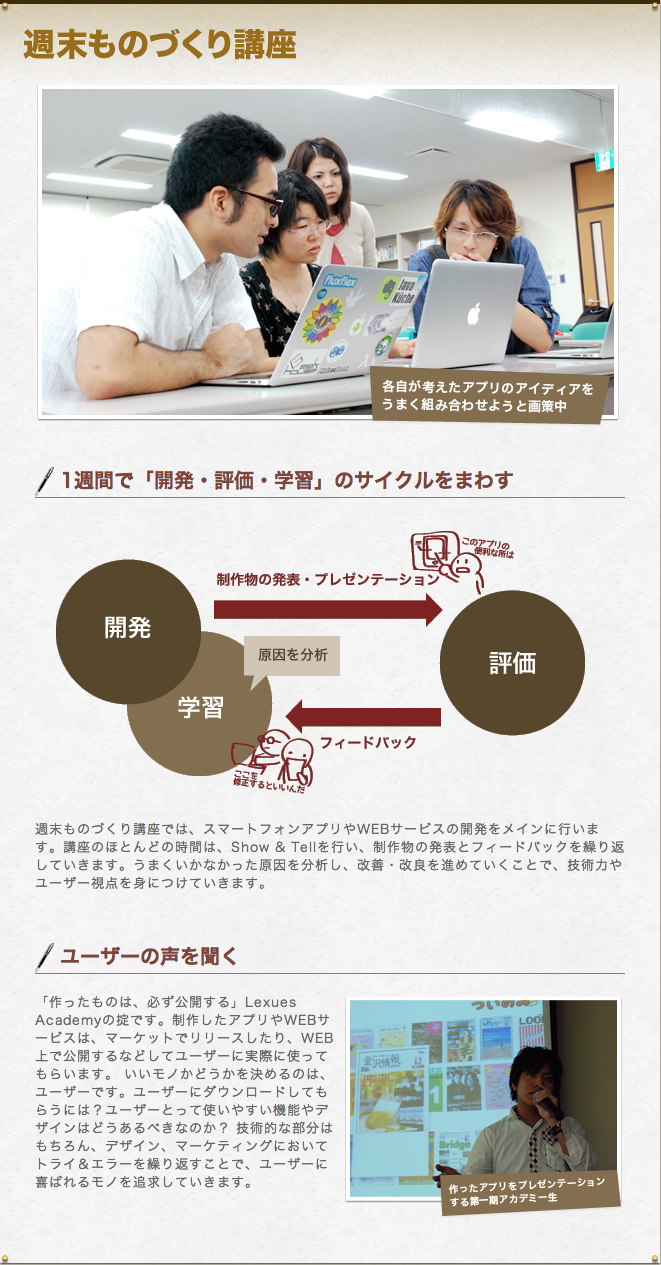 週末ものづくり講座
fluxflex
Java
Küche
各自が考えたアプリのアイディアを
うまく組み合わせようと画策中
1週間で「開発・評価・学習」のサイクルをまわす
このアプリの
便利な所は
制作物の発表・プレゼンテーション
開発
評価
原因を分析
学習
フィードバック
ここを
修正するといいんだ
週末ものづくり講座では、スマートフォンアプリやWEBサービスの開発をメインに行いま
す。講座のほとんどの時間は、Show & Tellを行い、制作物の発表とフィードバックを繰り返
していきます。うまくいかなかった原因を分析し、改善・改良を進めていくことで、技術力や
ユーザー視点を身につけていきます。
ユーザーの声を聞く
「作ったものは、必ず公開する」Lexues
Academyの掟です。制作したアプリやWEBサ
ービスは、マーケットでリリースしたり、WEB
上で公開するなどしてユーザーに実際に使って
もらいます。 いいモノかどうかを決めるのは、
ユーザーです。ユーザーにダウンロードしても
らうには？ユーザーとって使いやすい機能やデ
ザインはどうあるべきなのか？ 技術的な部分は
もちろん、デザイン、マーケティングにおいて
トライ＆エラーを繰り返すことで、ユーザーに
喜ばれるモノを追求していきます。
金沢情報
Bridge
作ったアプリをプレゼンテーション
する第一期アカデミー生